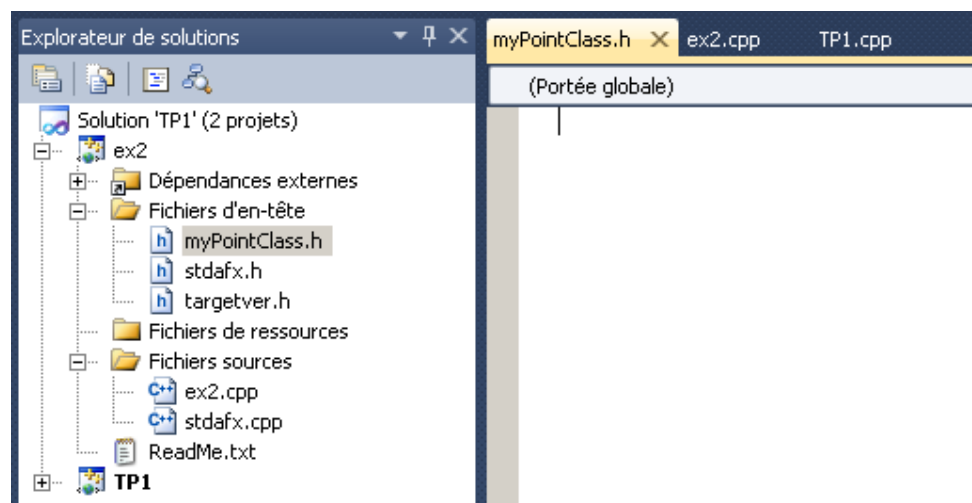 Explorateur de solutions
myPointClass.h ex2.cpp TP1.cpp
(Portée globale)
Solution 'TP1' (2 projets)
ex2
Dépendances externes
Fichiers d'en-tête
myPointClass.h
stdafx.h
targetver.h
Fichiers de ressources
Fichiers sources
ex2.cpp
stdafx.cpp
ReadMe.txt
TP1